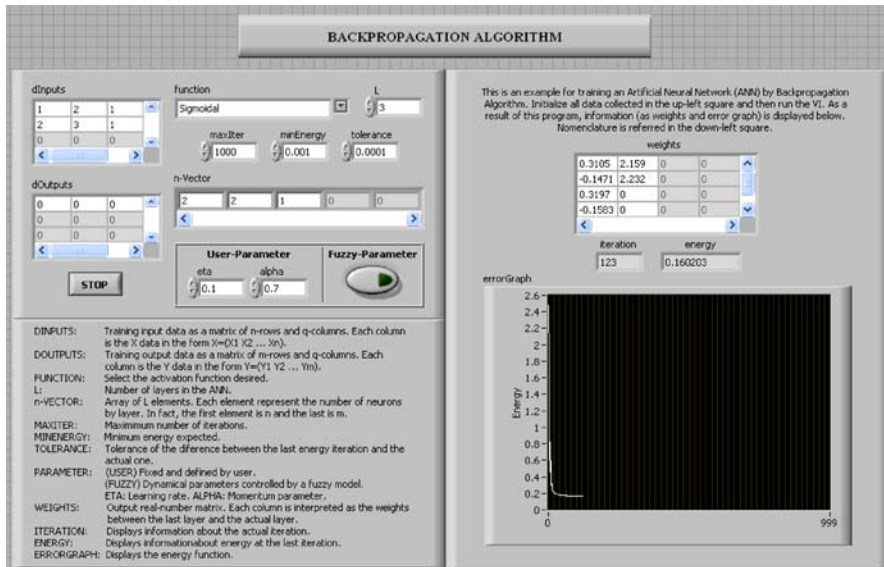 BACKPROPAGATION ALGORITHM
dInputs
1 2 1
2 3 1
0 0 0
function
Sigmoidal
L
3
maxIter
1000
minEnergy
0.001
tolerance
0.0001
dOutputs
0 0 0
0 0 0
0 0 0
n-Vector
2 2 1 0 0
STOP
User-Parameter
eta
0.1
alpha
0.7
Fuzzy-Parameter
DINPUTS: Training input data as a matrix of n-rows and q-columns. Each column
is the X data in the form X=(X1 X2 ... Xn).
DOUTPUTS: Training output data as a matrix of m-rows and q-columns. Each
column is the Y data in the form Y=(Y1 Y2 ... Ym).
FUNCTION: Select the activation function desired.
L: Number of layers in the ANN.
n-VECTOR: Array of L elements. Each element represent the number of neurons
by layer. In fact, the first element is n and the last is m.
MAXITER: Maximimum number of iterations.
MINENERGY: Minimum energy expected.
TOLERANCE: Tolerance of the diference between the last energy iteration and the
actual one.
PARAMETER: (USER) Fixed and defined by user.
(FUZZY) Dynamical parameters controlled by a fuzzy model.
ETA: Learning rate. ALPHA: Momentum parameter.
WEIGHTS: Output real-number matrix. Each column is interpreted as the weights
between the last layer and the actual layer.
ITERATION: Displays information about the actual iteration.
ENERGY: Displays informationabout energy at the last iteration.
ERRORGRAPH: Displays the energy function.
This is an example for training an Artificial Neural Network (ANN) by Backpropagation
Algorithm. Initialize all data collected in the up-left square and then run the VI. As a
result of this program, information (as weights and error graph) is displayed below.
Nomenclature is referred in the down-left square.
weights
0.3105 2.159 0 0
-0.1471 2.232 0 0
0.3197 0 0 0
-0.1583 0 0 0
iteration
123
energy
0.160203
errorGraph
Energy
2.6
2.4
2.2
2
1.8
1.6
1.4
1.2
1
0.8
0.6
0.4
0.2
0
0 999